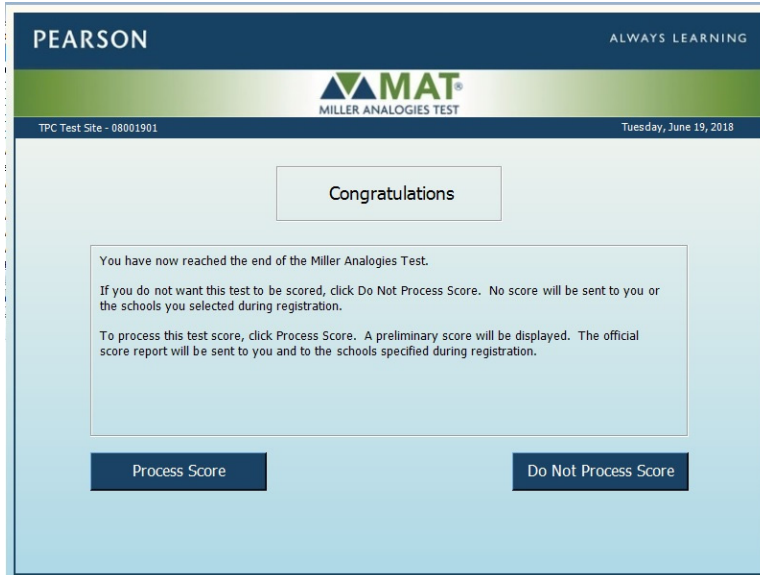 PEARSON
ALWAYS LEARNING
MAT®
MILLER ANALOGIES TEST
TPC Test Site - 08001901
Tuesday, June 19, 2018
Congratulations
You have now reached the end of the Miller Analogies Test.
If you do not want this test to be scored, click Do Not Process Score. No score will be sent to you or
the schools you selected during registration.
To process this test score, click Process Score. A preliminary score will be displayed. The official
score report will be sent to you and to the schools specified during registration.
Process Score
Do Not Process Score